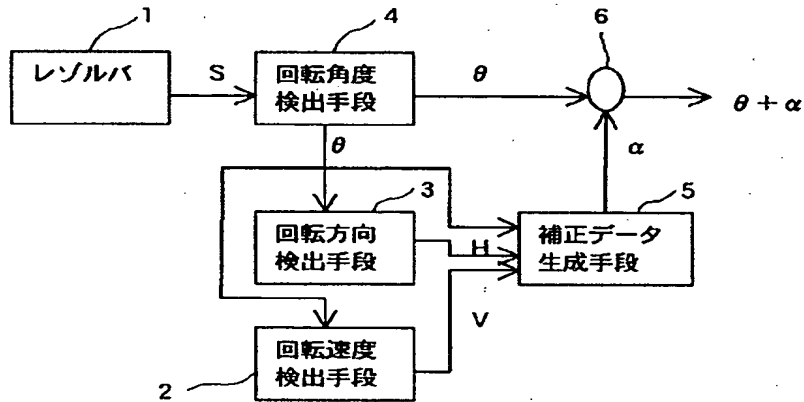 1
4
6
レゾルバ
S
回転角度
検出手段
θ
θ + α
θ
α
3
5
回転方向
検出手段
H
補正データ
生成手段
V
回転速度
検出手段
2